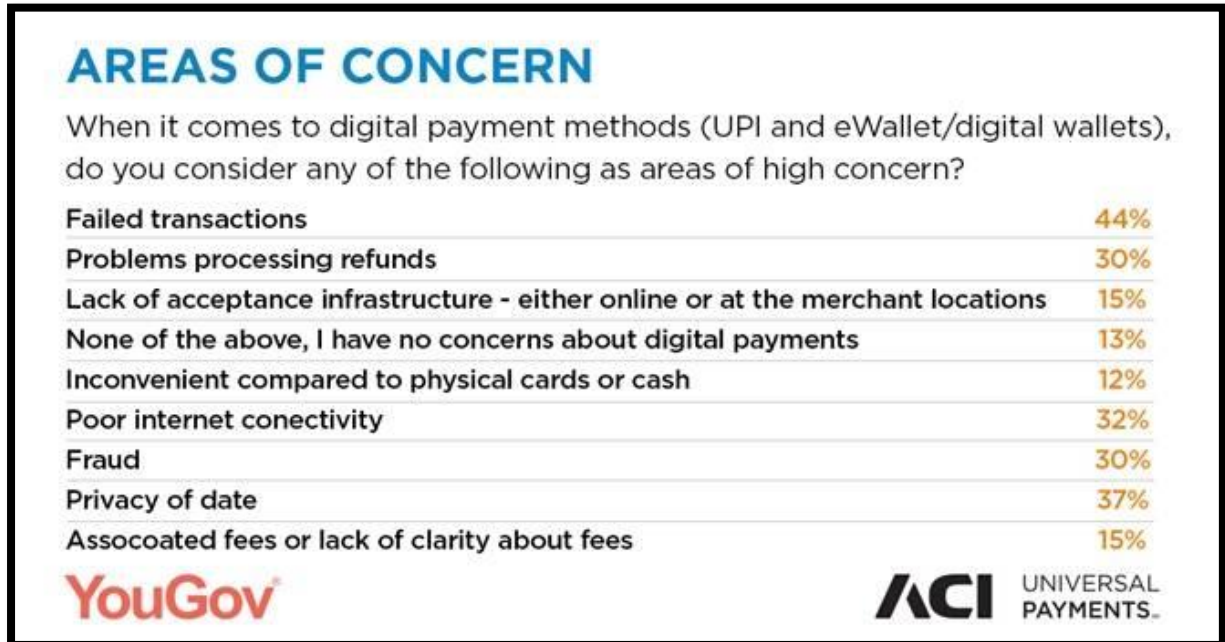 AREAS OF CONCERN
When it comes to digital payment methods (UPI and eWallet/digital wallets),
do you consider any of the following as areas of high concern?
Failed transactions 44%
Problems processing refunds 30%
Lack of acceptance infrastructure - either online or at the merchant locations 15%
None of the above, I have no concerns about digital payments 13%
Inconvenient compared to physical cards or cash 12%
Poor internet conectivity 32%
Fraud 30%
Privacy of date 37%
Assocoated fees or lack of clarity about fees 15%
YouGov®
ACI UNIVERSAL
PAYMENTS™